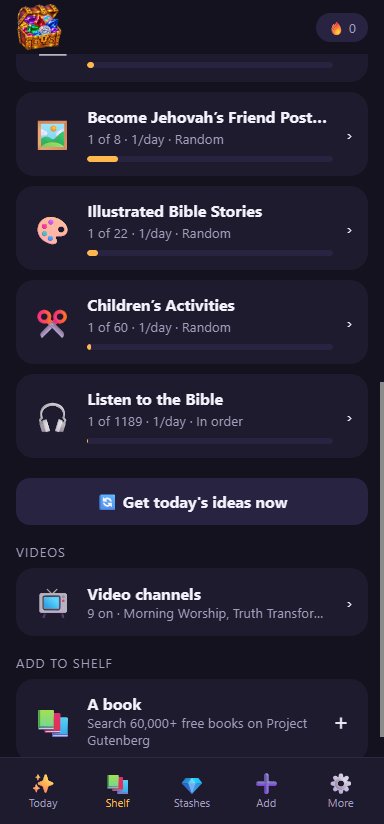 0
Become Jehovah's Friend Post...
1 of 8 · 1/day · Random
›
Illustrated Bible Stories
1 of 22 · 1/day · Random
›
Children's Activities
1 of 60 · 1/day · Random
›
Listen to the Bible
1 of 1189 · 1/day · In order
›
Get today's ideas now
VIDEOS
Video channels
9 on · Morning Worship, Truth Transfor...
›
ADD TO SHELF
A book
Search 60,000+ free books on Project
Gutenberg
+
Today
Shelf
Stashes
Add
More